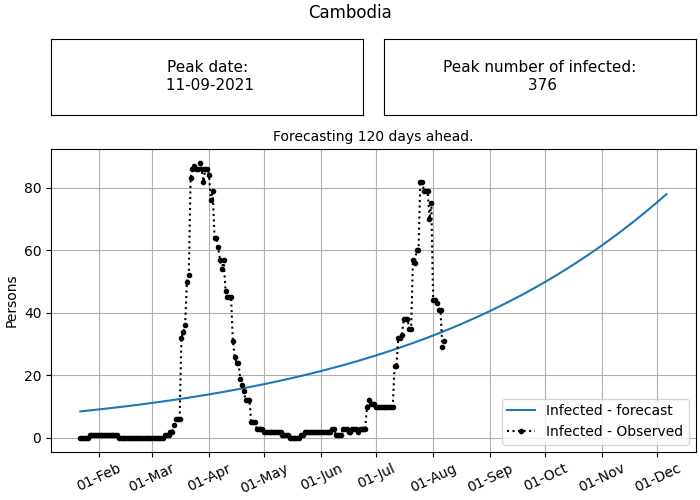 Cambodia
Peak date:
11-09-2021
Peak number of infected:
376
Forecasting 120 days ahead.
Persons
80
60
40
20
0
Infected - forecast
Infected - Observed
01-Feb
01-Mar
01-Apr
01-May
01-Jun
01-Jul
01-Aug
01-Sep
01-Oct
01-Nov
01-Dec